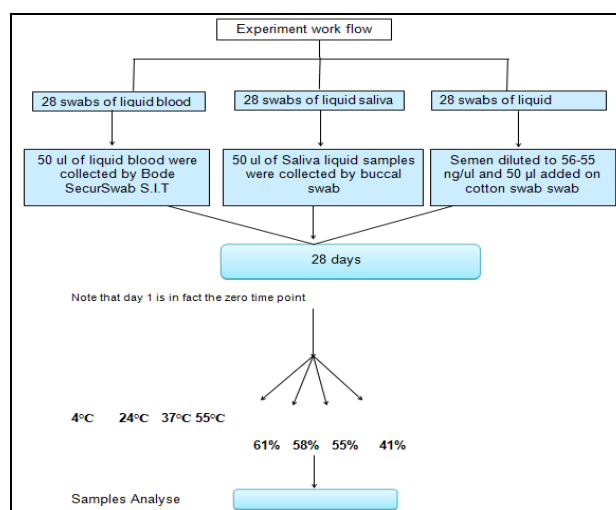 Experiment work flow
28 swabs of liquid blood
28 swabs of liquid saliva
28 swabs of liquid
50 ul of liquid blood were
collected by Bode
SecurSwab S.I.T
50 ul of Saliva liquid samples
were collected by buccal
swab
Semen diluted to 56-55
ng/ul and 50 µl added on
cotton swab swab
28 days
Note that day 1 is in fact the zero time point
4°C 24°C 37°C 55°C
61% 58% 55% 41%
Samples Analyse